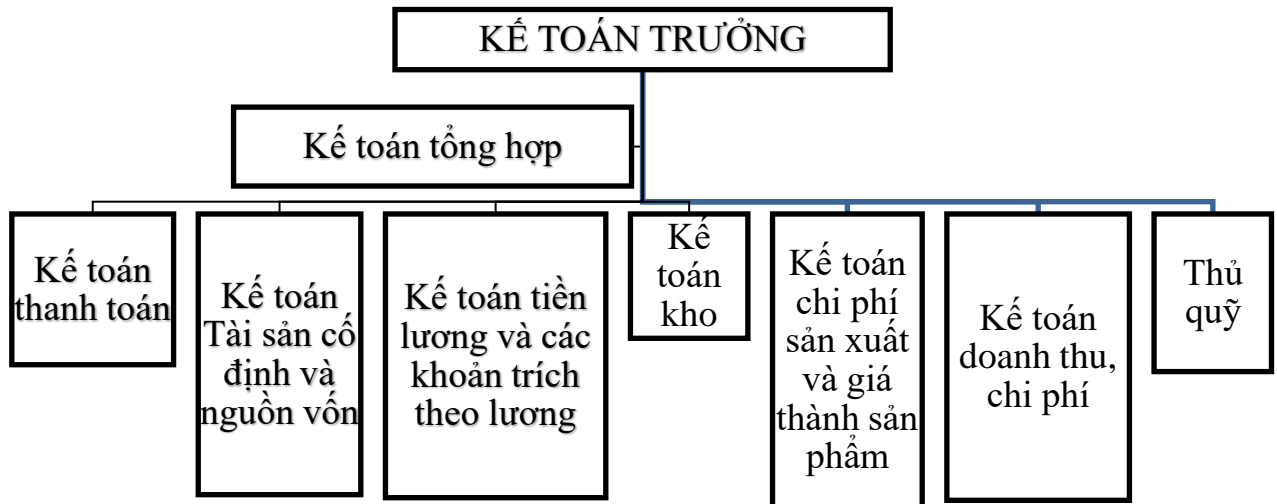 KẾ TOÁN TRƯỞNG
Kế toán tổng hợp
Kế toán
thanh toán
Kế toán
Tài sản cố
định và
nguồn vốn
Kế toán tiền
lương và các
khoản trích
theo lương
Kế
toán
kho
Kế toán
chi phí
sản xuất
và giá
thành sản
phẩm
Kế toán
doanh thu,
chi phí
Thủ
quỹ